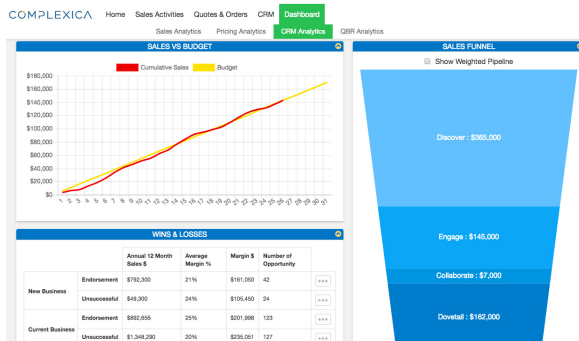 COMPLEXICA Home Sales Activities Quotes & Orders CRM Dashboard
Sales Analytics Pricing Analytics CRM Analytics QBR Analytics
SALES VS BUDGET
Cumulative Sales Budget
$180,000
$160,000
$140,000
$120,000
$100,000
$80,000
$60,000
$40,000
$20,000
$0
1 2 3 4 5 6 7 8 9 10 11 12 13 14 15 16 17 18 19 20 21 22 23 24 25 26 27 28 29 30 31
SALES FUNNEL
Show Weighted Pipeline
Discover : $365,000
Engage : $145,000
Collaborate : $7,000
Dovetail : $162,000
WINS & LOSSES
Annual 12 Month Sales $ Average Margin % Margin $ Number of Opportunity
New Business
Endorsement $792,300 21% $161,050 42
Unsuccessful $49,300 24% $105,450 24
Current Business
Endorsement $892,656 25% $201,998 123
Unsuccessful $1,348,290 20% $235,051 127